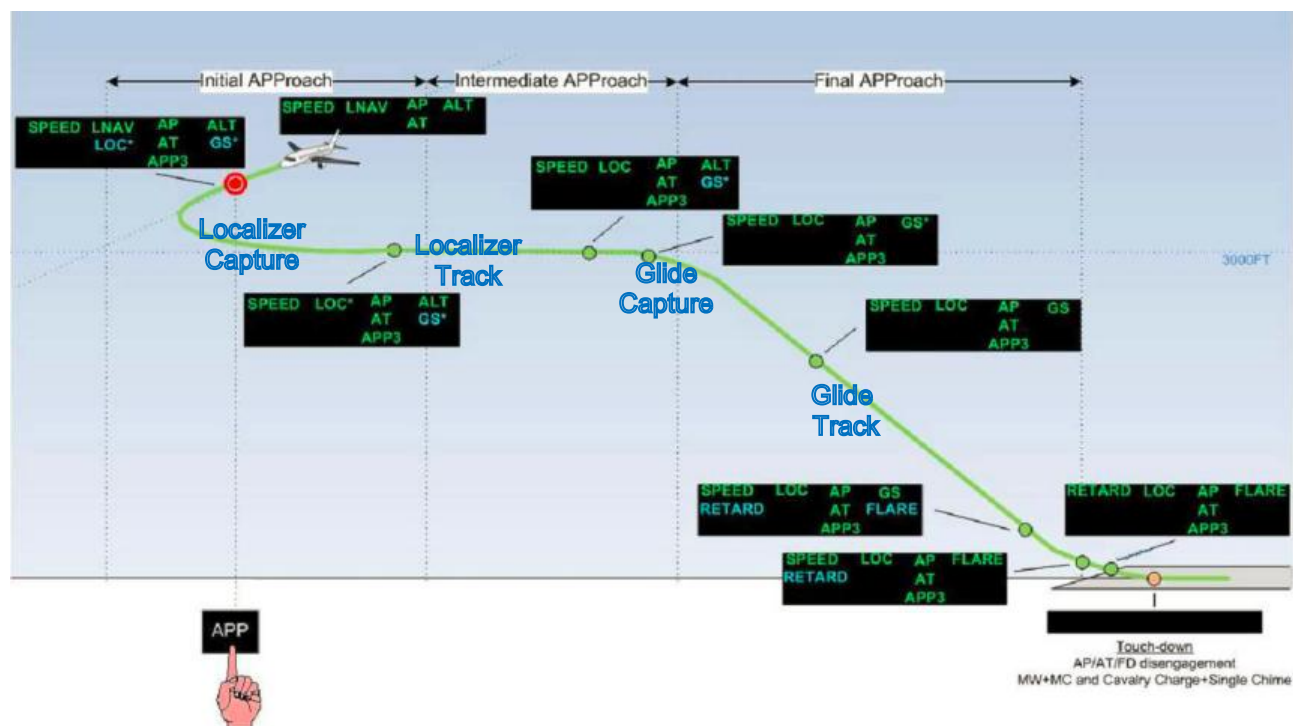 Initial APProach
Intermediate APProach
Final APProach
SPEED LNAV AP ALT
AT
SPEED LNAV AP ALT
LOC* AT GS*
APP3
SPEED LOC AP ALT
AT GS*
APP3
SPEED LOC AP GS*
AT
APP3
Localizer
Capture
Localizer
Track
Glide
Capture
3000FT
SPEED LOC* AP ALT
AT GS*
APP3
SPEED LOC AP GS
AT
APP3
Glide
Track
SPEED LOC AP GS
RETARD AT FLARE
APP3
RETARD LOC AP FLARE
AT
APP3
SPEED LOC AP FLARE
RETARD AT
APP3
APP
Touch-down
AP/AT/FD disengagement
MW+MC and Cavalry Charge+Single Chime